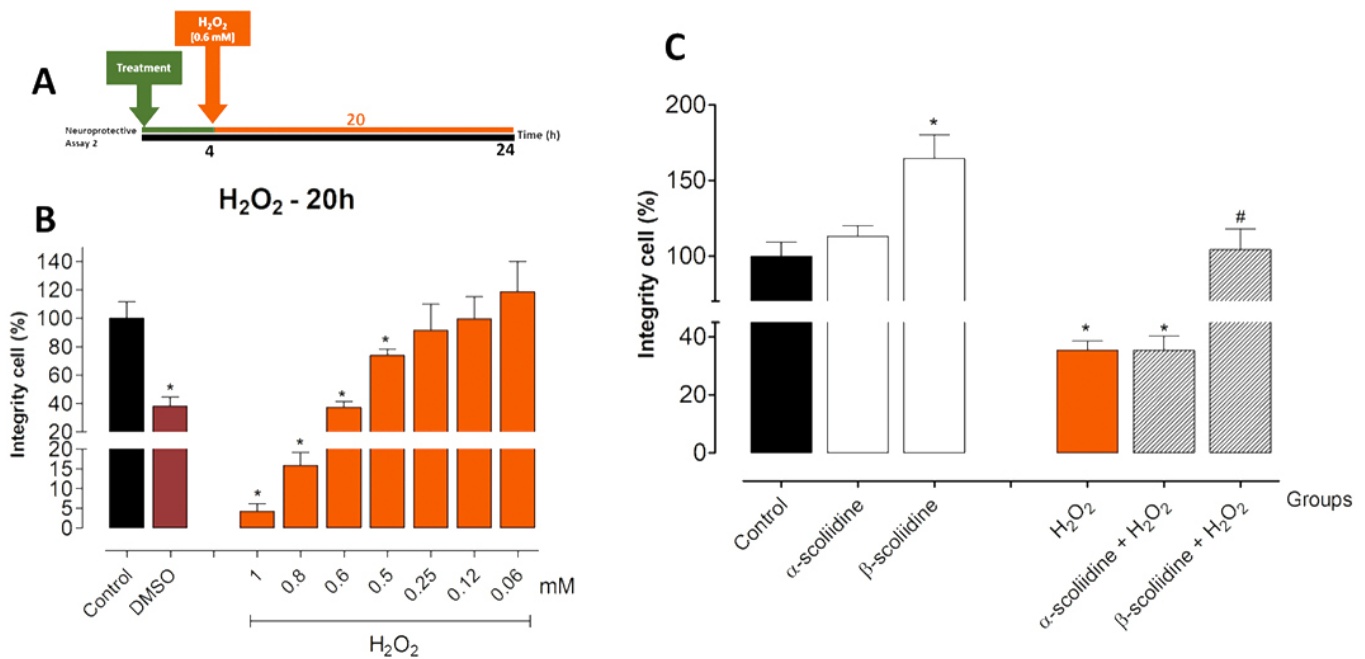 A
Treatment
H₂O₂
[0.6 mM]
Neuroprotective
Assay 2
20
Time (h)
4
24
H₂O₂ - 20h
B
Integrity cell (%)
140
120
100
80
60
40
20
20
15
10
5
0
*
*
*
*
*
Control
DMSO
1
0.8
0.6
0.5
0.25
0.12
0.06
mM
H₂O₂
C
Integrity cell (%)
200
150
100
40
20
0
*
*
*
#
Control
α-scoliidine
β-scoliidine
H₂O₂
α-scoliidine + H₂O₂
β-scoliidine + H₂O₂
Groups